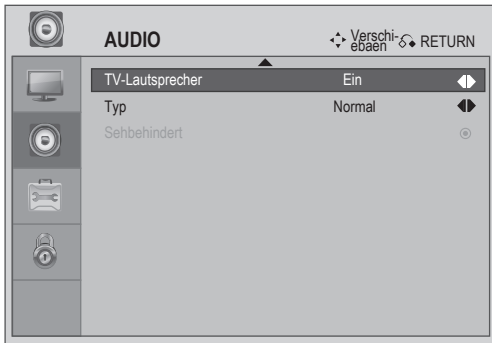 AUDIO
Verschi-
ebaen
RETURN
TV-Lautsprecher Ein
Typ Normal
Sehbehindert